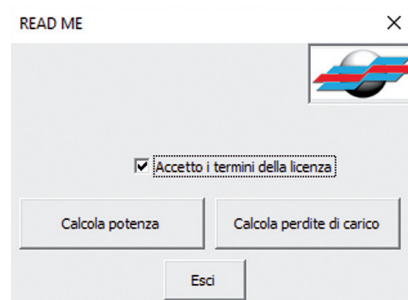 READ ME
Accetto i termini della licenza
Calcola potenza
Calcola perdite di carico
Esci